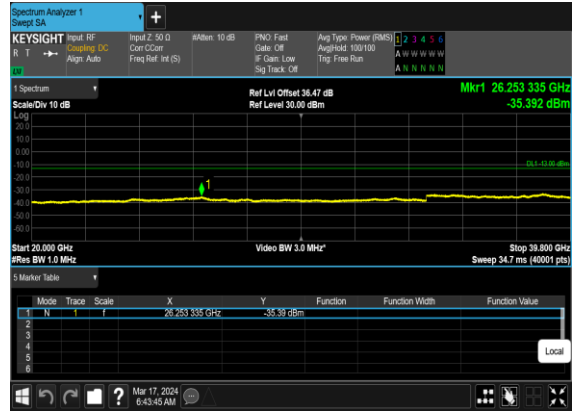 Spectrum Analyzer 1
Swept SA
+
KEYSIGHT Input: RF Input Z: 50 Ω #Atten: 10 dB PNO: Fast Avg Type: Power (RMS) 1 2 3 4 5 6
R T Coupling: DC Corr CCorr Gate: Off Avg|Hold: 100/100 A W W W W W
Align: Auto Freq Ref: Int (S) IF Gain: Low Trig: Free Run
Sig Track: Off A N N N N N
1 Spectrum Ref Lvl Offset 36.47 dB Mkr1 26.253 335 GHz
Scale/Div 10 dB Ref Level 30.00 dBm -35.392 dBm
Log
20.0
10.0
0.00
-10.0 DL1 -13.00 dBm
-20.0
-30.0 1
-40.0
-50.0
-60.0
Start 20.000 GHz Video BW 3.0 MHz* Stop 39.800 GHz
#Res BW 1.0 MHz Sweep 34.7 ms (40001 pts)
5 Marker Table
Mode Trace Scale X Y Function Function Width Function Value
1 N 1 f 26.253 335 GHz -35.39 dBm
2
3
4
5
6
Local
? Mar 17, 2024
6:43:45 AM